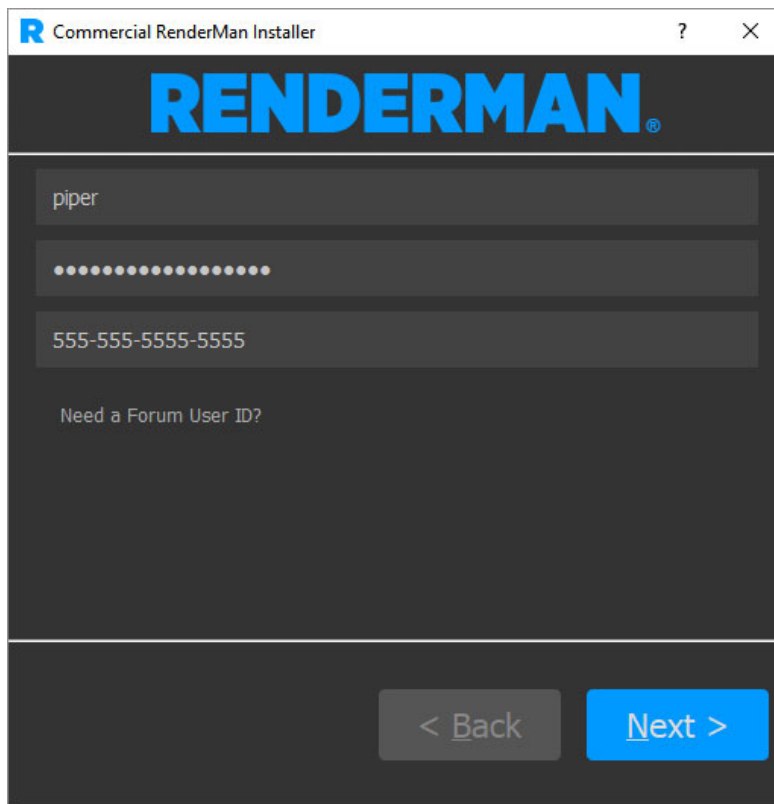 R Commercial RenderMan Installer ?
RENDERMAN®
piper
●●●●●●●●●●●●●●●●●●
555-555-5555-5555
Need a Forum User ID?
< Back Next >